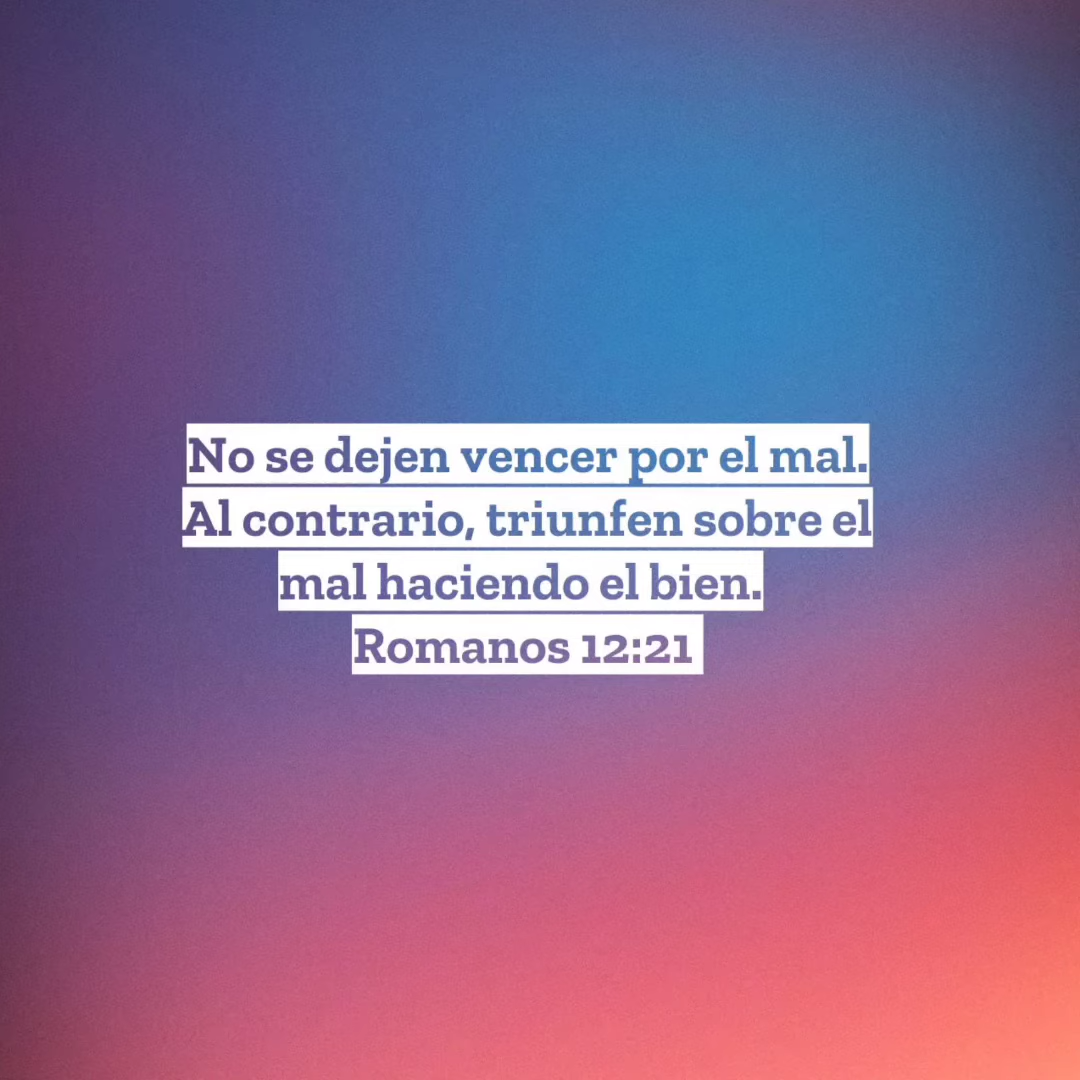 No se dejen vencer por el mal.
Al contrario, triunfen sobre el
mal haciendo el bien.
Romanos 12:21